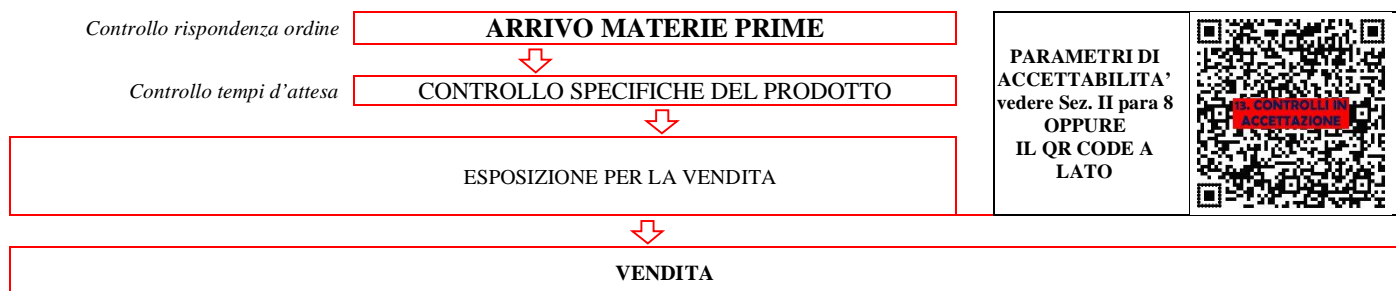 Controllo rispondenza ordine
ARRIVO MATERIE PRIME
Controllo tempi d'attesa
CONTROLLO SPECIFICHE DEL PRODOTTO
ESPOSIZIONE PER LA VENDITA
PARAMETRI DI
ACCETTABILITA'
vedere Sez. II para 8
OPPURE
IL QR CODE A
LATO
13. CONTROLLI IN
ACCETTAZIONE
VENDITA